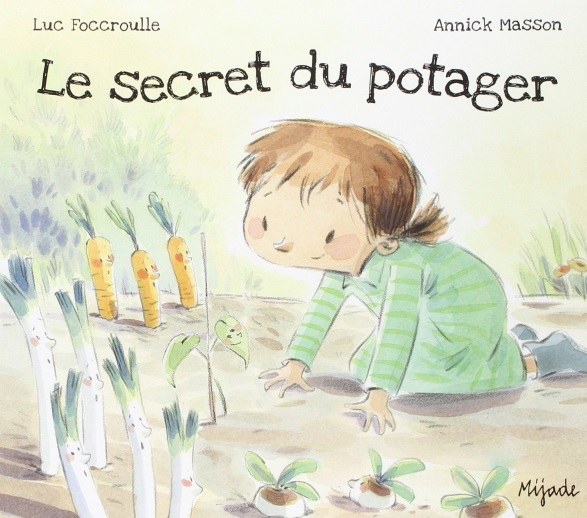 Luc Foccroulle
Annick Masson
Le secret du potager
Mijade